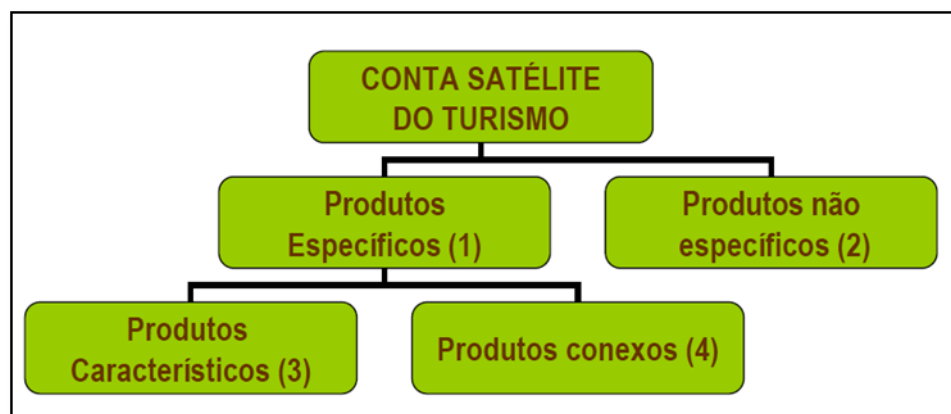 CONTA SATÉLITE
DO TURISMO
Produtos
Específicos (1)
Produtos não
específicos (2)
Produtos
Característicos (3)
Produtos conexos (4)